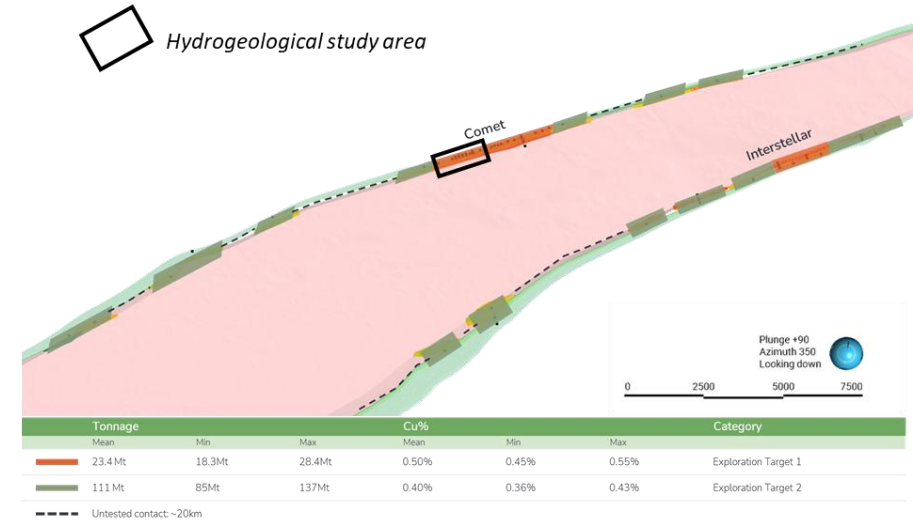 Hydrogeological study area
Comet
Interstellar
Plunge +90
Azimuth 350
Looking down
0 2500 5000 7500
Tonnage Cu% Category
Mean Min Max Mean Min Max
23.4 Mt 18.3Mt 28.4Mt 0.50% 0.45% 0.55% Exploration Target 1
111 Mt 85Mt 137Mt 0.40% 0.36% 0.43% Exploration Target 2
Untested contact: ~20km